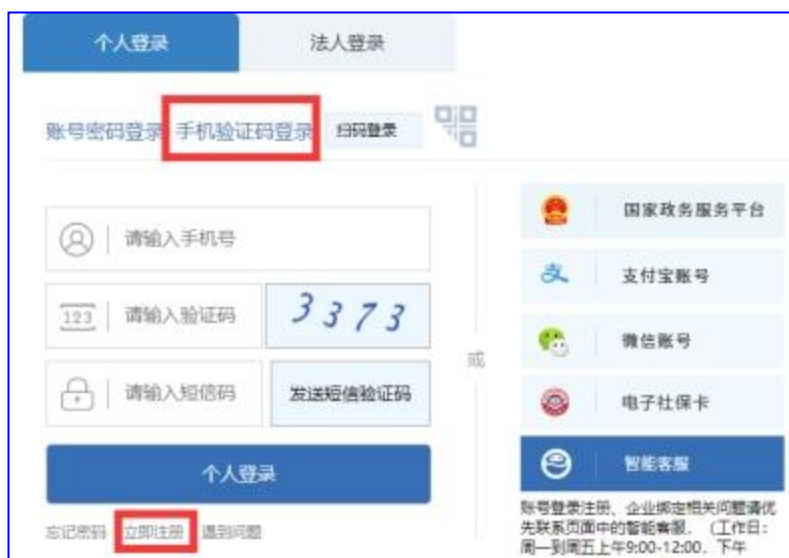 个人登录 法人登录
账号密码登录 手机验证码登录 扫码登录
请输入手机号
123 请输入验证码 3373
请输入短信码 发送短信验证码
个人登录
忘记密码 立即注册 遇到问题
或
国家政务服务平台
支付宝账号
微信账号
电子社保卡
智能客服
账号登录注册、企业绑定相关问题请优
先联系页面中的智能客服。（工作日：
周一到周五上午9:00-12:00，下午